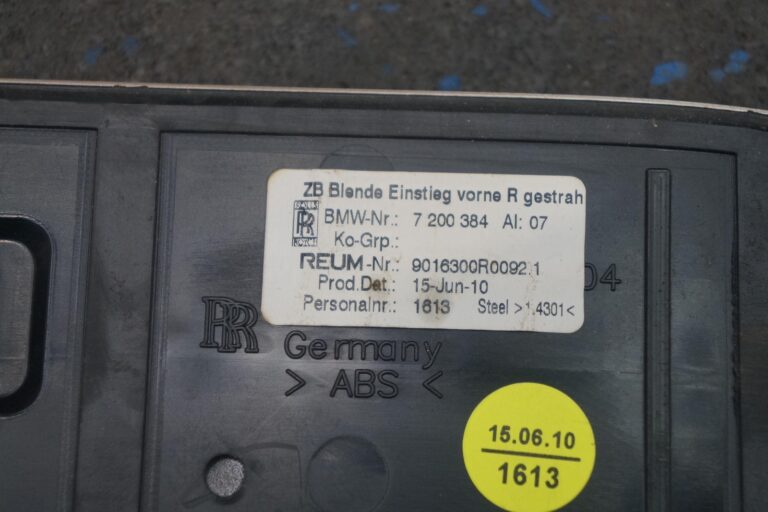 ZB Blende Einstieg vorne R gestrah
RR
BMW-Nr.: 7 200 384 AI: 07
Ko-Grp.:
REUM-Nr.: 9016300R0092.1
Prod.Dat.: 15-Jun-10
Personalnr.: 1613 Steel >1.4301<
04
RR
Germany
> ABS <
15.06.10
1613